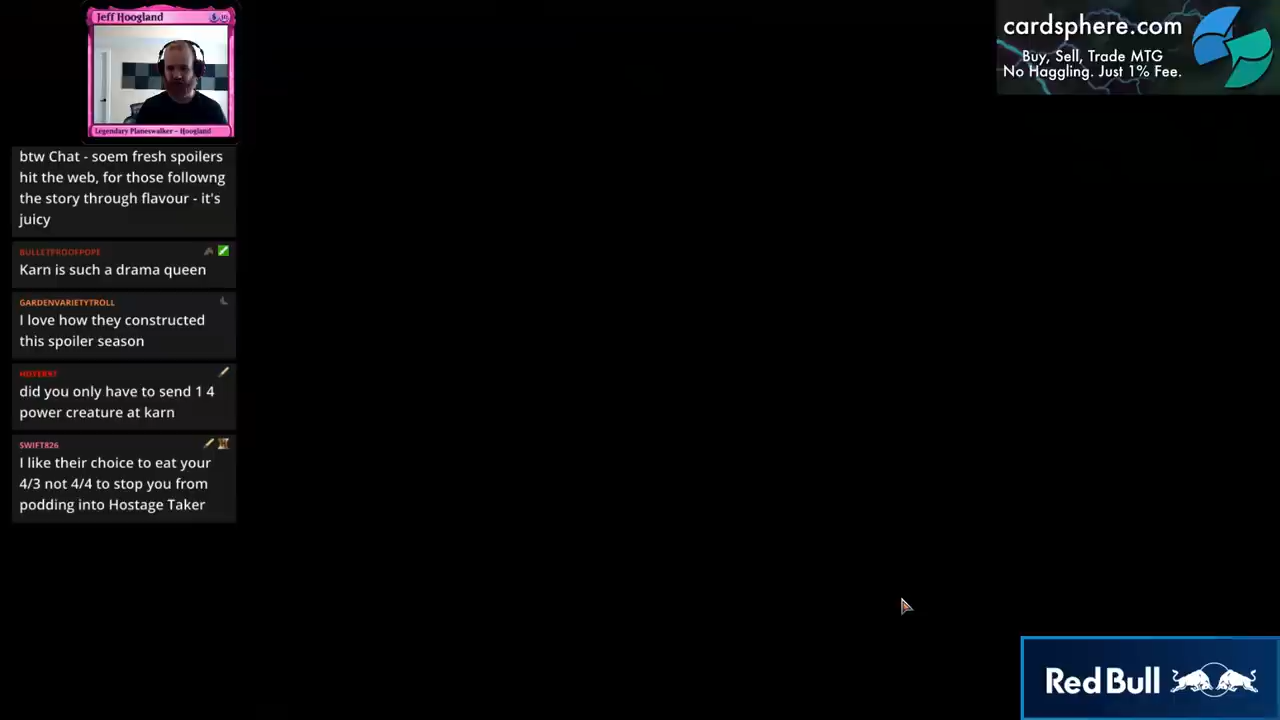 Jeff Hoogland
cardsphere.com
Buy, Sell, Trade MTG
No Haggling. Just 1% Fee.
Legendary Planeswalker - Hoogland
btw Chat - soem fresh spoilers
hit the web, for those followng
the story through flavour - it's
juicy
BULLETPROOFPOPE
Karn is such a drama queen
GARDENVARIETYTROLL
I love how they constructed
this spoiler season
did you only have to send 1 4
power creature at karn
SWIFT826
I like their choice to eat your
4/3 not 4/4 to stop you from
podding into Hostage Taker
Red Bull